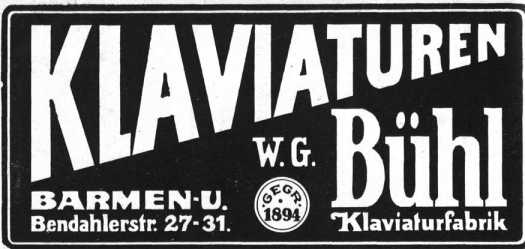 KLAVIATUREN
W. G. Bühl
Klaviaturfabrik
GEGR.
1894
BARMEN-U.
Bendahlerstr. 27-31.